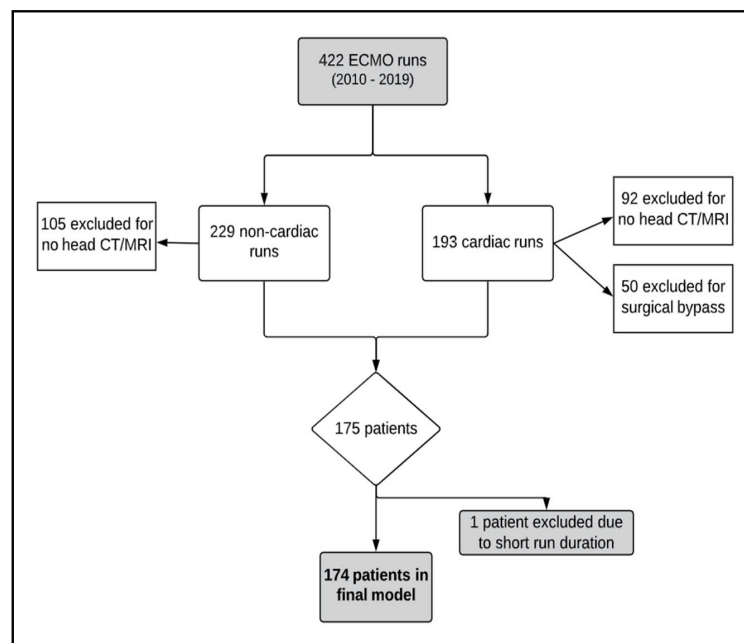 422 ECMO runs
(2010 - 2019)
105 excluded for
no head CT/MRI
229 non-cardiac
runs
193 cardiac runs
92 excluded for
no head CT/MRI
50 excluded for
surgical bypass
175 patients
1 patient excluded due
to short run duration
174 patients in
final model